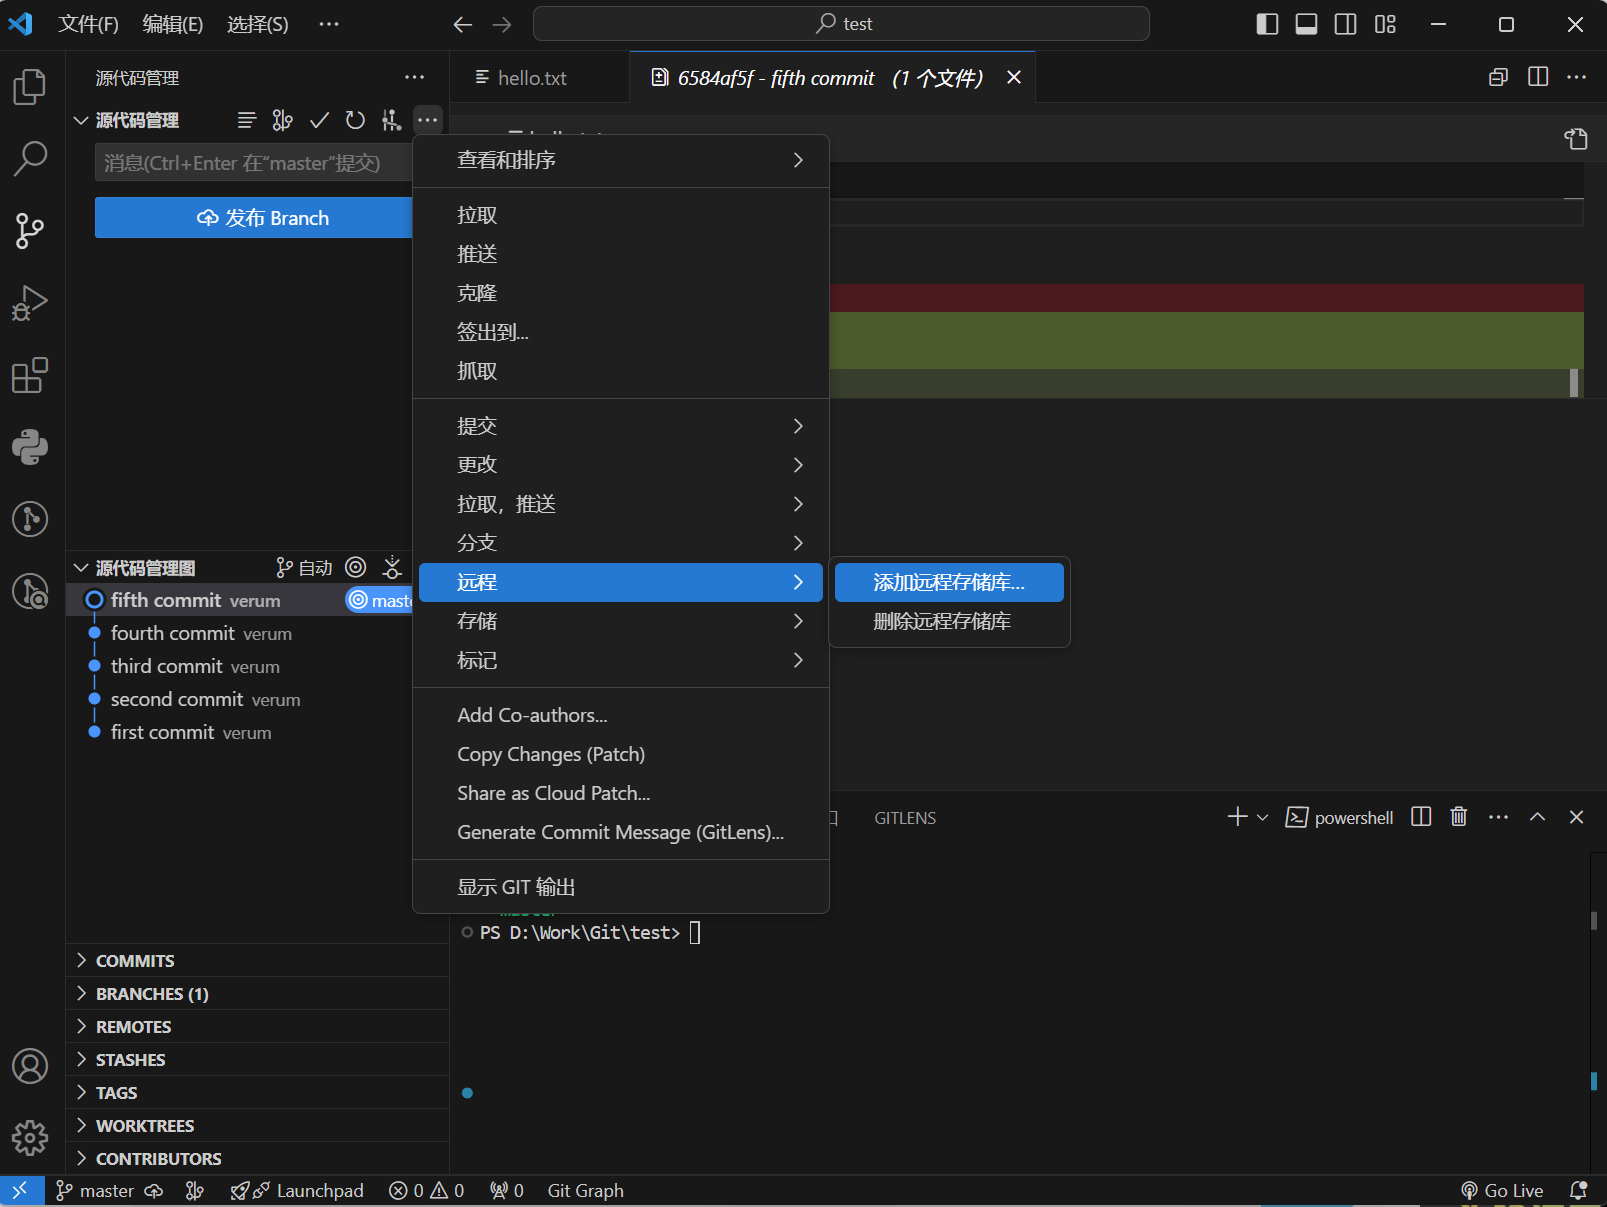 文件(F) 编辑(E) 选择(S) ··· test
源代码管理 ···
hello.txt
6584af5f - fifth commit (1 个文件)
源代码管理
消息(Ctrl+Enter 在“master”提交)
发布 Branch
查看和排序
拉取
推送
克隆
签出到...
抓取
提交
更改
拉取，推送
分支
远程
存储
标记
Add Co-authors...
Copy Changes (Patch)
Share as Cloud Patch...
Generate Commit Message (GitLens)...
显示 GIT 输出
添加远程存储库...
删除远程存储库
源代码管理图 自动
fifth commit verum maste
fourth commit verum
third commit verum
second commit verum
first commit verum
GITLENS
powershell
PS D:\Work\Git\test>
COMMITS
BRANCHES (1)
REMOTES
STASHES
TAGS
WORKTREES
CONTRIBUTORS
master Launchpad 0 0 0 Git Graph Go Live